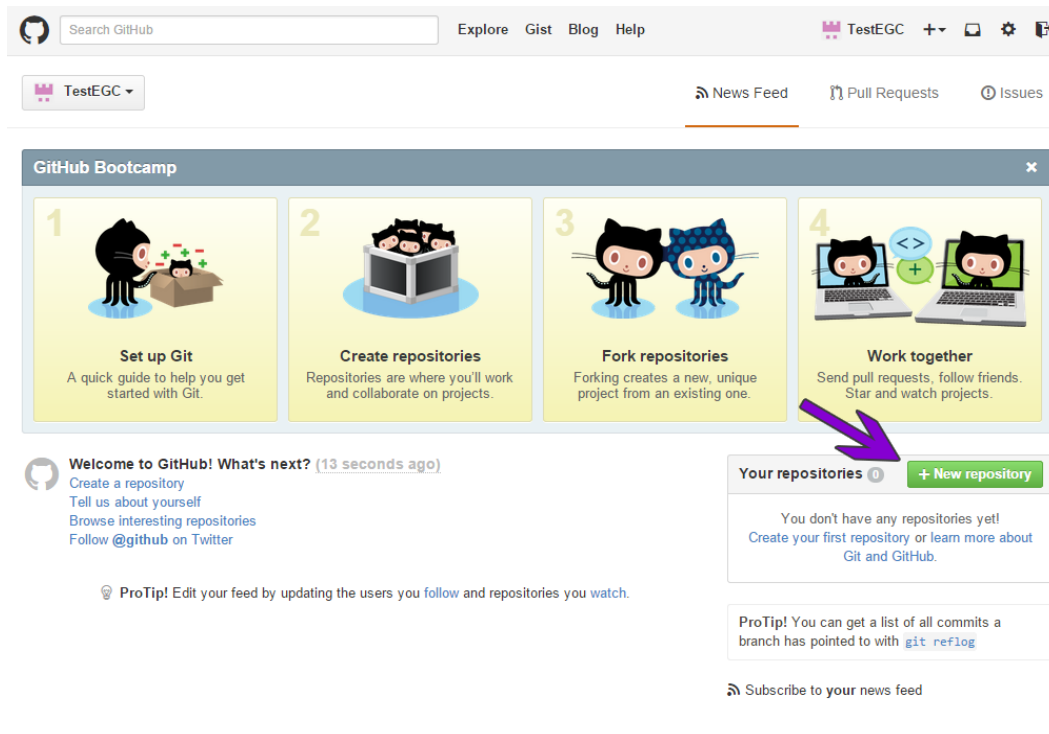 Search GitHub
Explore Gist Blog Help
TestEGC
TestEGC
News Feed
Pull Requests
Issues
GitHub Bootcamp
1
Set up Git
A quick guide to help you get
started with Git.
2
Create repositories
Repositories are where you'll work
and collaborate on projects.
3
Fork repositories
Forking creates a new, unique
project from an existing one.
4
Work together
Send pull requests, follow friends.
Star and watch projects.
Welcome to GitHub! What's next? (13 seconds ago)
Create a repository
Tell us about yourself
Browse interesting repositories
Follow @github on Twitter
ProTip! Edit your feed by updating the users you follow and repositories you watch.
Your repositories 0
+ New repository
You don't have any repositories yet!
Create your first repository or learn more about
Git and GitHub.
ProTip! You can get a list of all commits a
branch has pointed to with git reflog
Subscribe to your news feed